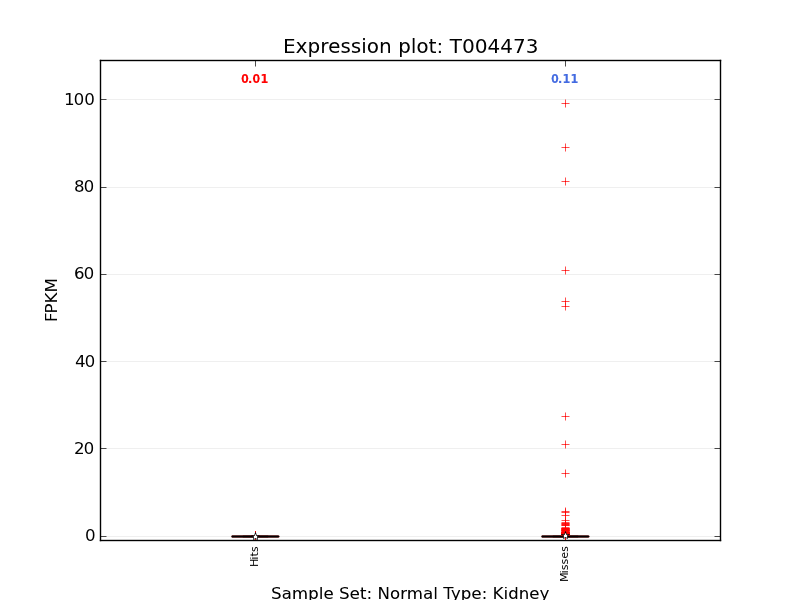 Expression plot: T004473
0.01
0.11
100
80
60
40
20
0
FPKM
Hits
Misses
Sample Set: Normal Type: Kidney